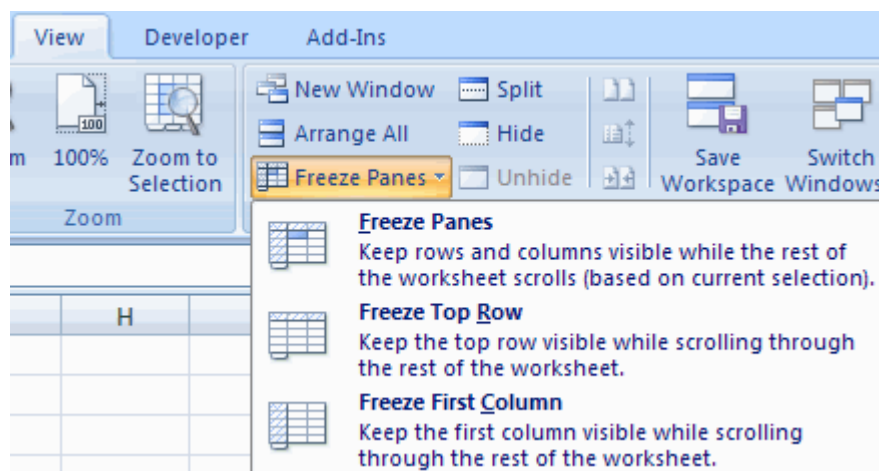 View Developer Add-Ins
New Window Split
Arrange All Hide
Freeze Panes Unhide
100
m 100% Zoom to
Selection
Save
Workspace
Switch
Windows
Zoom
Freeze Panes
Keep rows and columns visible while the rest of
the worksheet scrolls (based on current selection).
H
Freeze Top Row
Keep the top row visible while scrolling through
the rest of the worksheet.
Freeze First Column
Keep the first column visible while scrolling
through the rest of the worksheet.